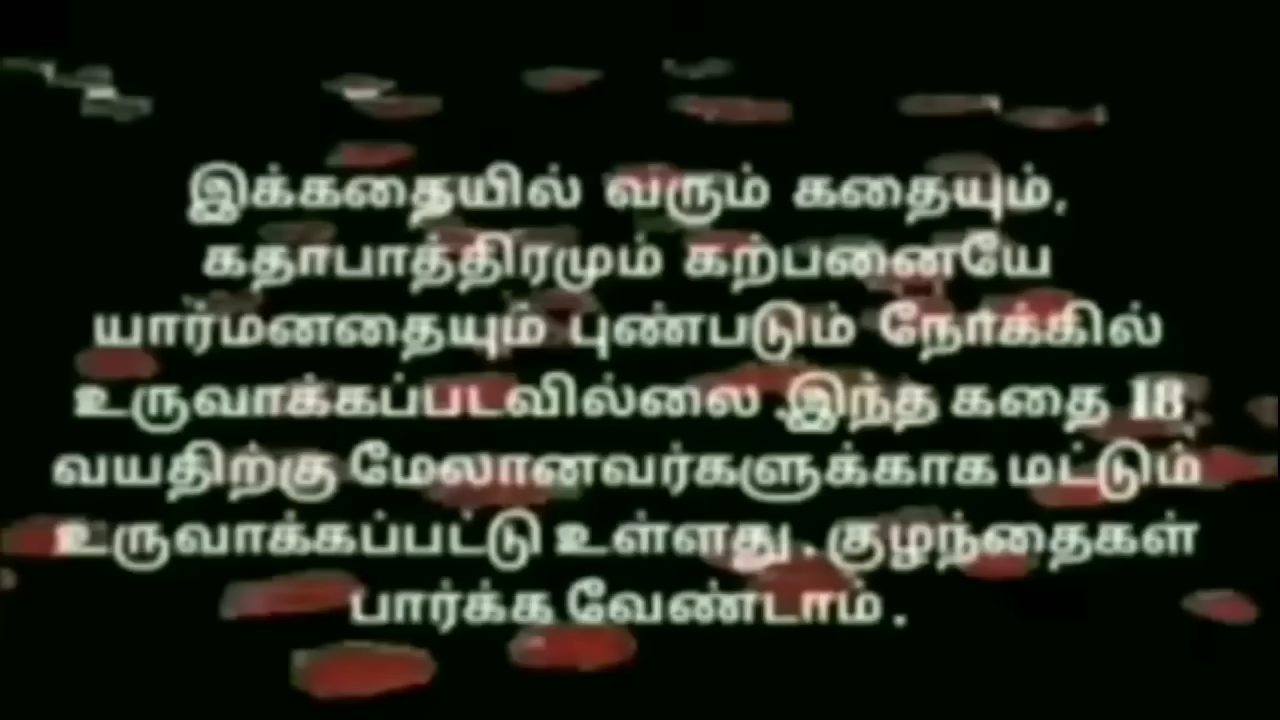 இக்கதையில் வரும் கதையும்,
கதாபாத்திரமும் கற்பனையே
யார்மனதையும் புண்படும் நோக்கில்
உருவாக்கப்படவில்லை .இந்த கதை 18
வயதிற்கு மேலானவர்களுக்காக மட்டும்
உருவாக்கப்பட்டு உள்ளது . குழந்தைகள்
பார்க்க வேண்டாம் .